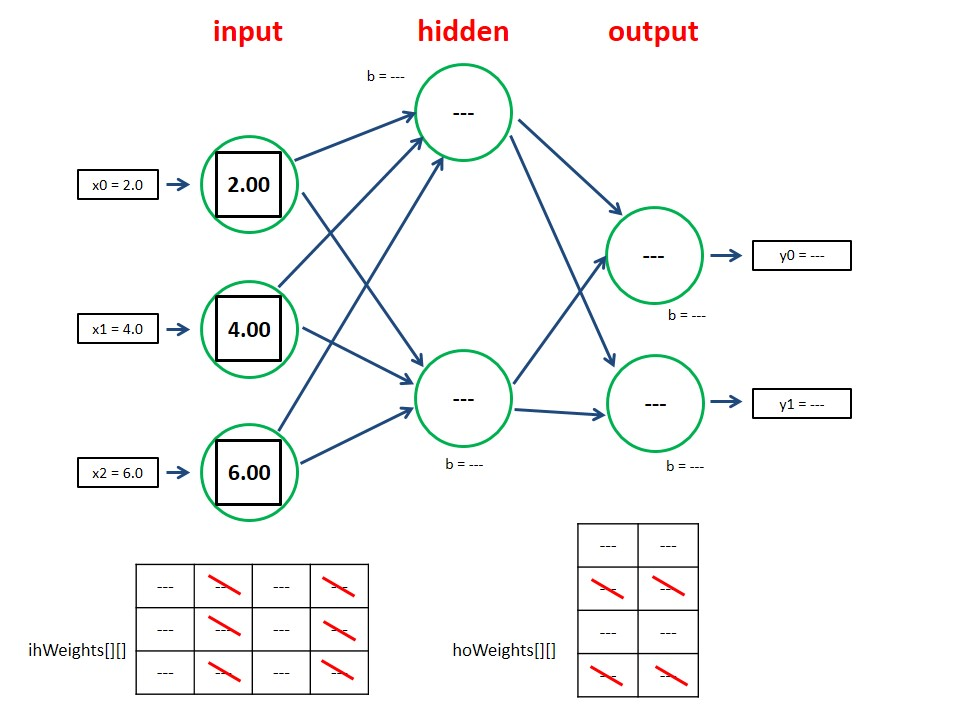 input hidden output
b = ---
---
x0 = 2.0
2.00
---
y0 = ---
b = ---
x1 = 4.0
4.00
---
---
y1 = ---
b = ---
b = ---
x2 = 6.0
6.00
--- ---
--- --- --- ---
--- ---
--- --- --- ---
--- ---
ihWeights[][]
hoWeights[][]
--- --- --- ---
--- ---